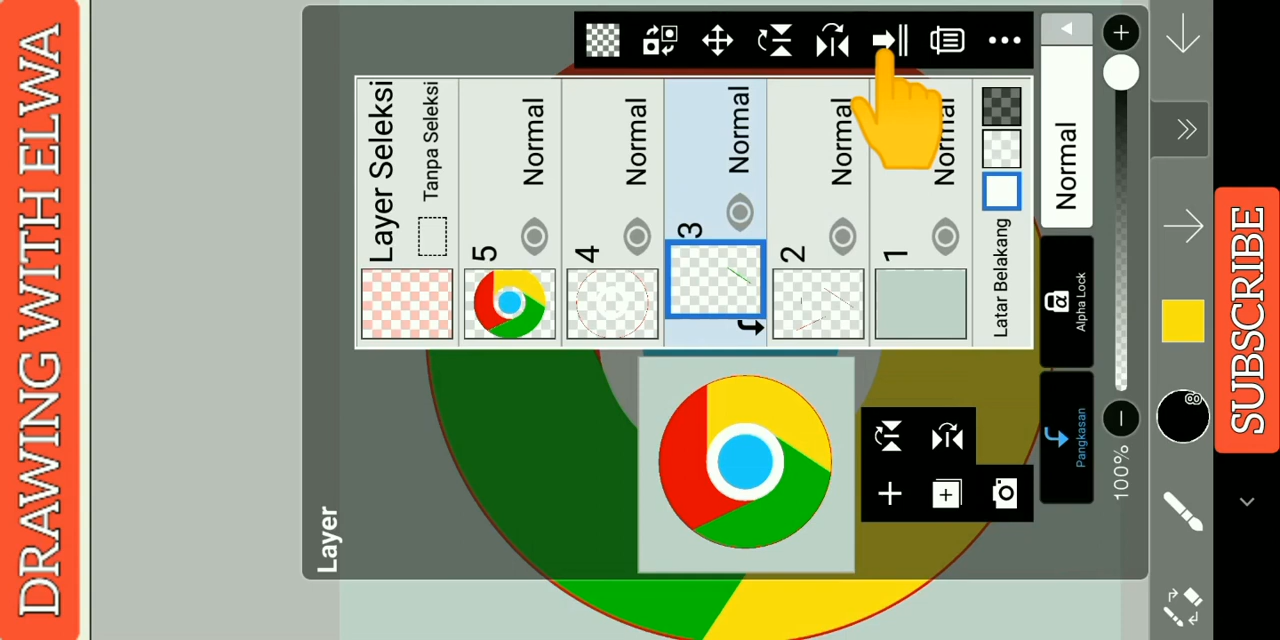 DRAWING WITH ELWA
Layer
Layer Seleksi
Tanpa Seleksi
5
Normal
4
Normal
3
Normal
2
Normal
1
Normal
Latar Belakang
Normal
α
Alpha Lock
Pangkasan
100%
8
SUBSCRIBE